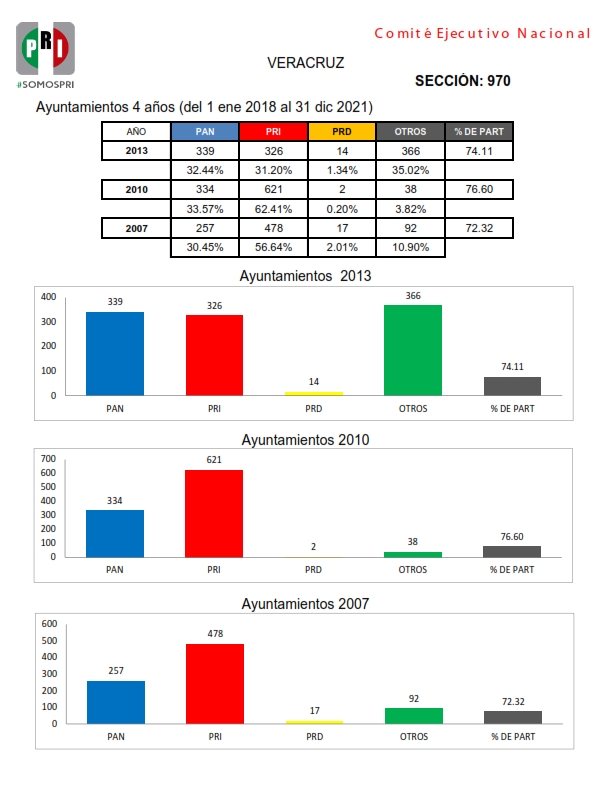 Comité Ejecutivo Nacional
PRI
#SOMOSPRI
VERACRUZ
SECCIÓN: 970
Ayuntamientos 4 años (del 1 ene 2018 al 31 dic 2021)
AÑO PAN PRI PRD OTROS % DE PART
2013 339 326 14 366 74.11
32.44% 31.20% 1.34% 35.02%
2010 334 621 2 38 76.60
33.57% 62.41% 0.20% 3.82%
2007 257 478 17 92 72.32
30.45% 56.64% 2.01% 10.90%
Ayuntamientos 2013
400
300
200
100
0
339 326 14 366 74.11
PAN PRI PRD OTROS % DE PART
Ayuntamientos 2010
700
600
500
400
300
200
100
0
334 621 2 38 76.60
PAN PRI PRD OTROS % DE PART
Ayuntamientos 2007
600
500
400
300
200
100
0
257 478 17 92 72.32
PAN PRI PRD OTROS % DE PART